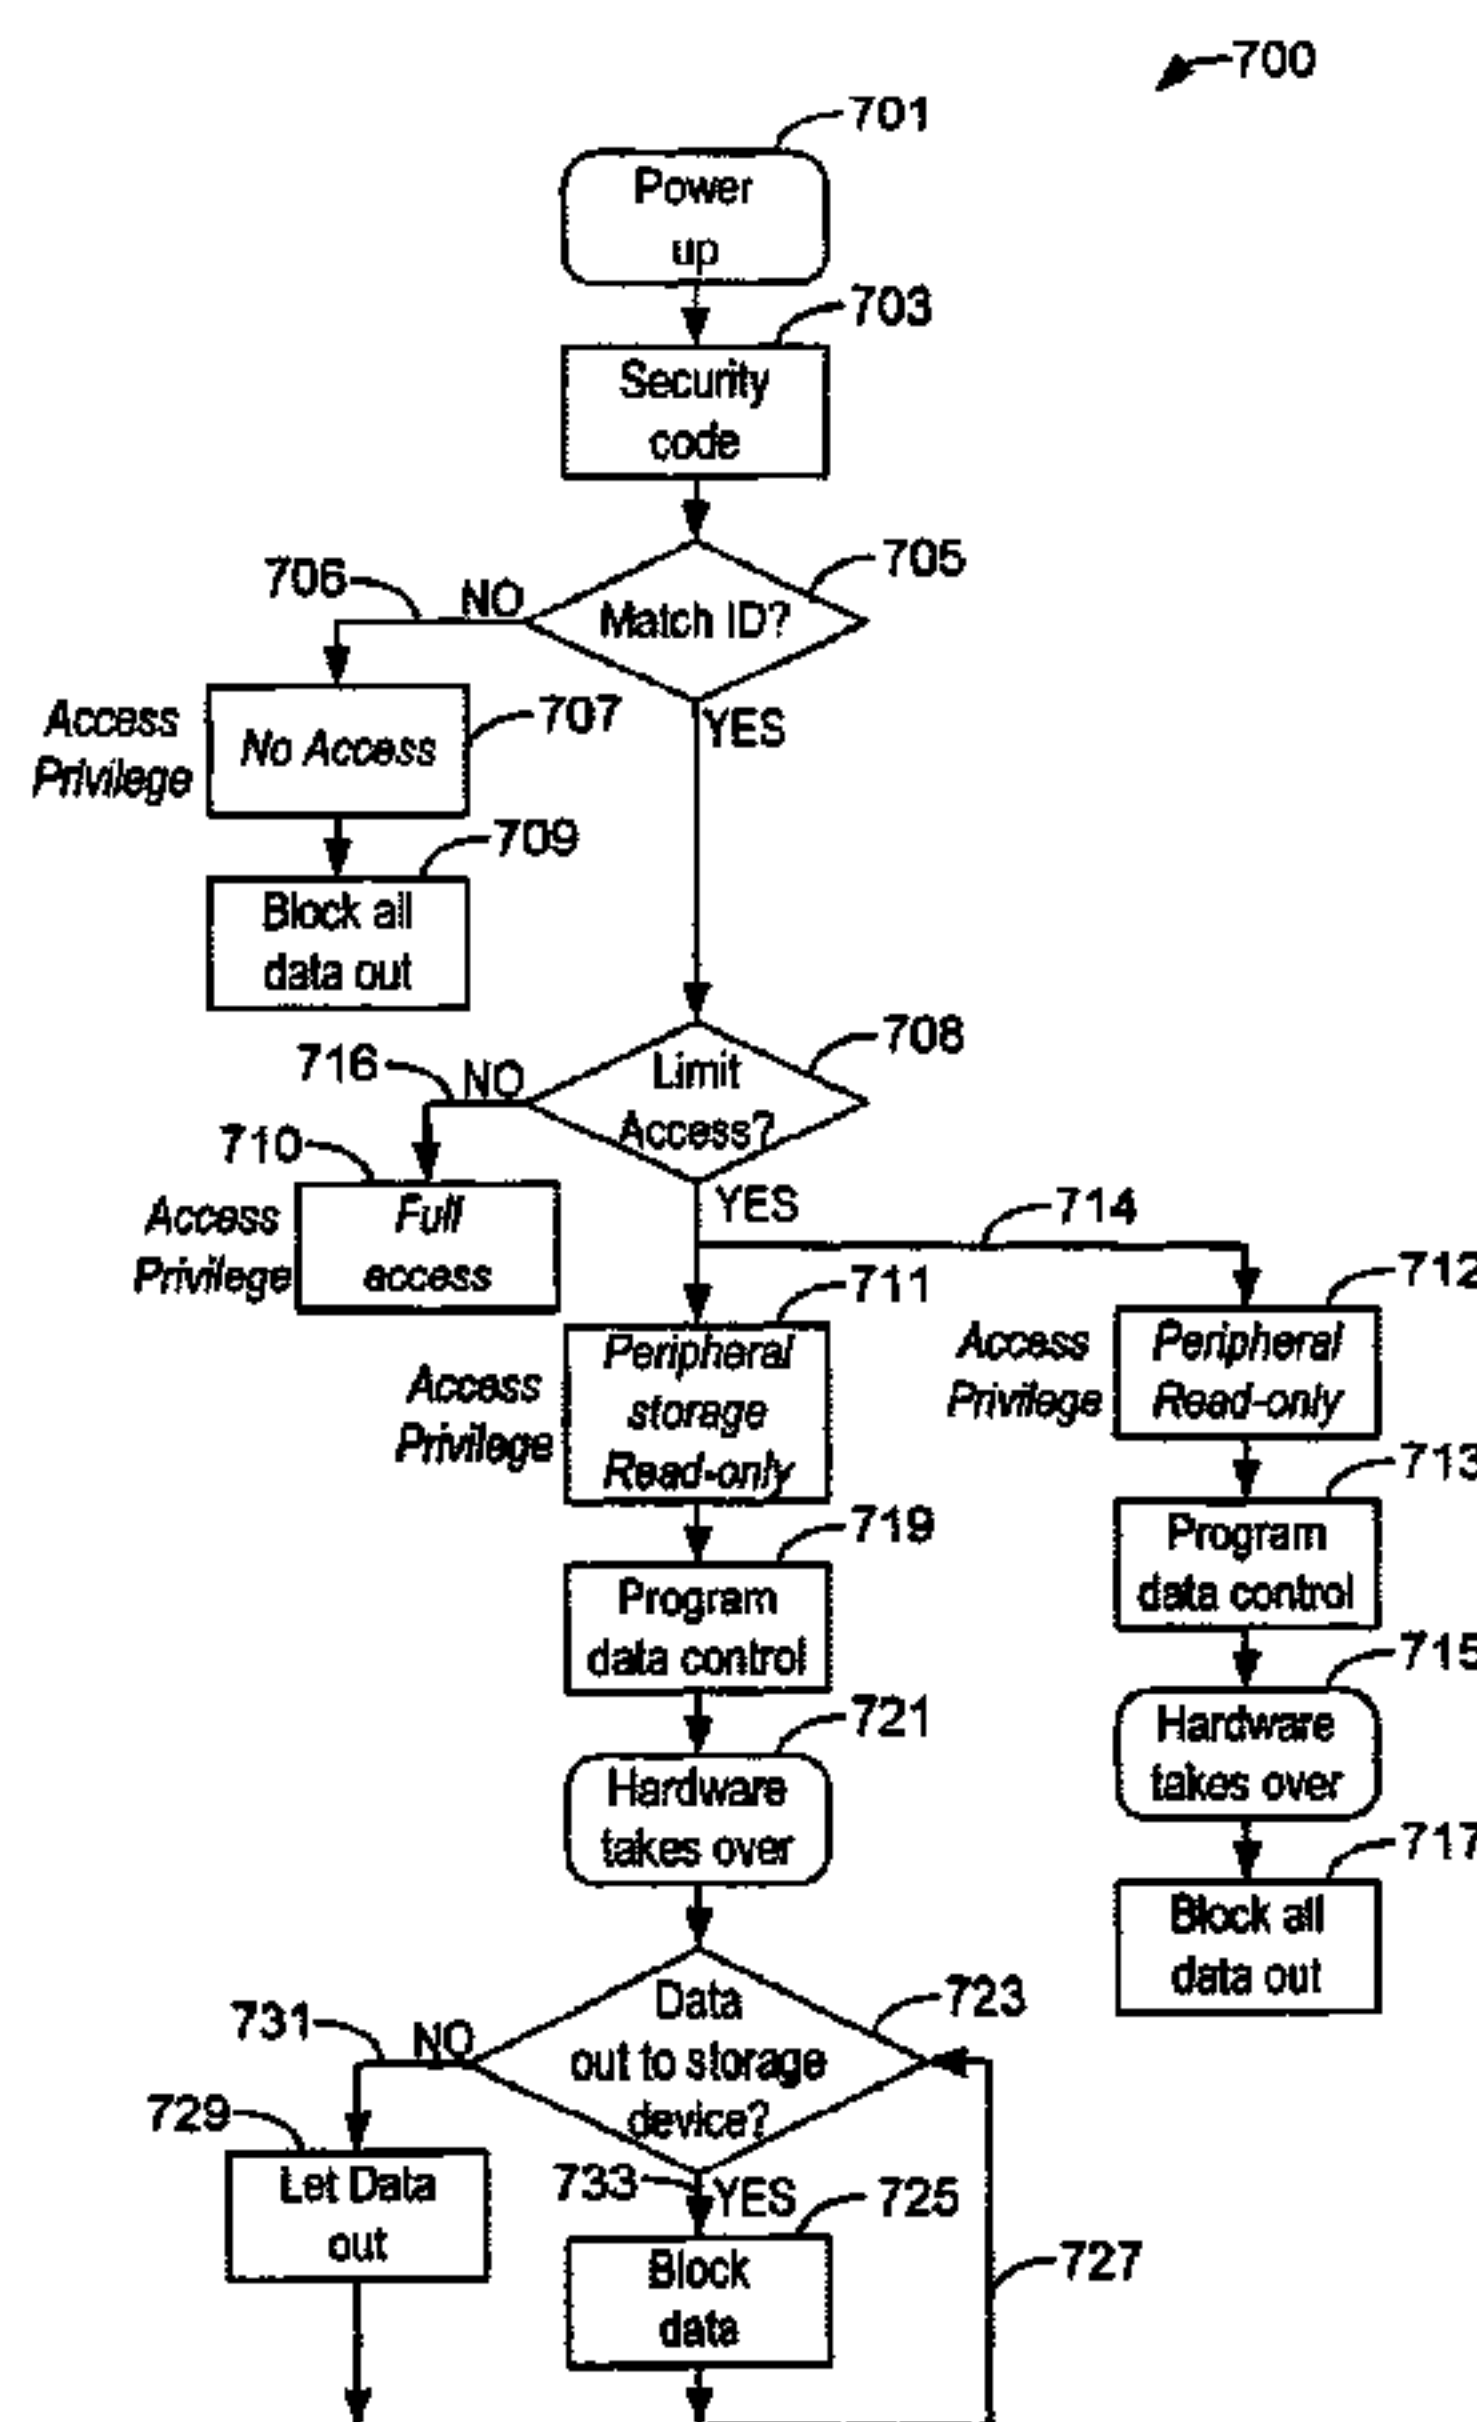 700
701
Power
up
703
Security
code
705
706
NO
Match ID?
YES
Access
Privilege
No Access
707
709
Block all
data out
708
716
NO
Limit
Access?
710
Access
Privilege
Full
access
YES
714
711
712
Access
Privilege
Peripheral
storage
Read-only
Access
Privilege
Peripheral
Read-only
713
719
Program
data control
Program
data control
715
721
Hardware
takes over
Hardware
takes over
717
Block all
data out
723
731
NO
Data
out to storage
device?
729
Let Data
out
733
YES
725
Block
data
727